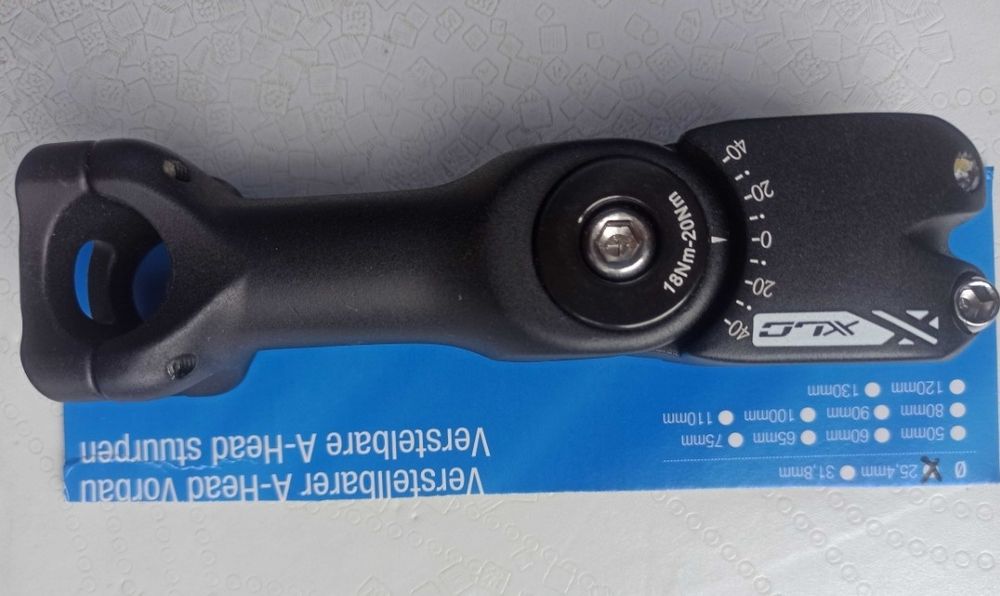 40
20
0
20
40
18Nm-20Nm
XLC
Verstellbarer A-Head Vorbau
Verstelbare A-Head stuurpen
Ø 25,4mm 31,8mm
50mm 60mm 65mm 75mm
80mm 90mm 100mm 110mm
120mm 130mm